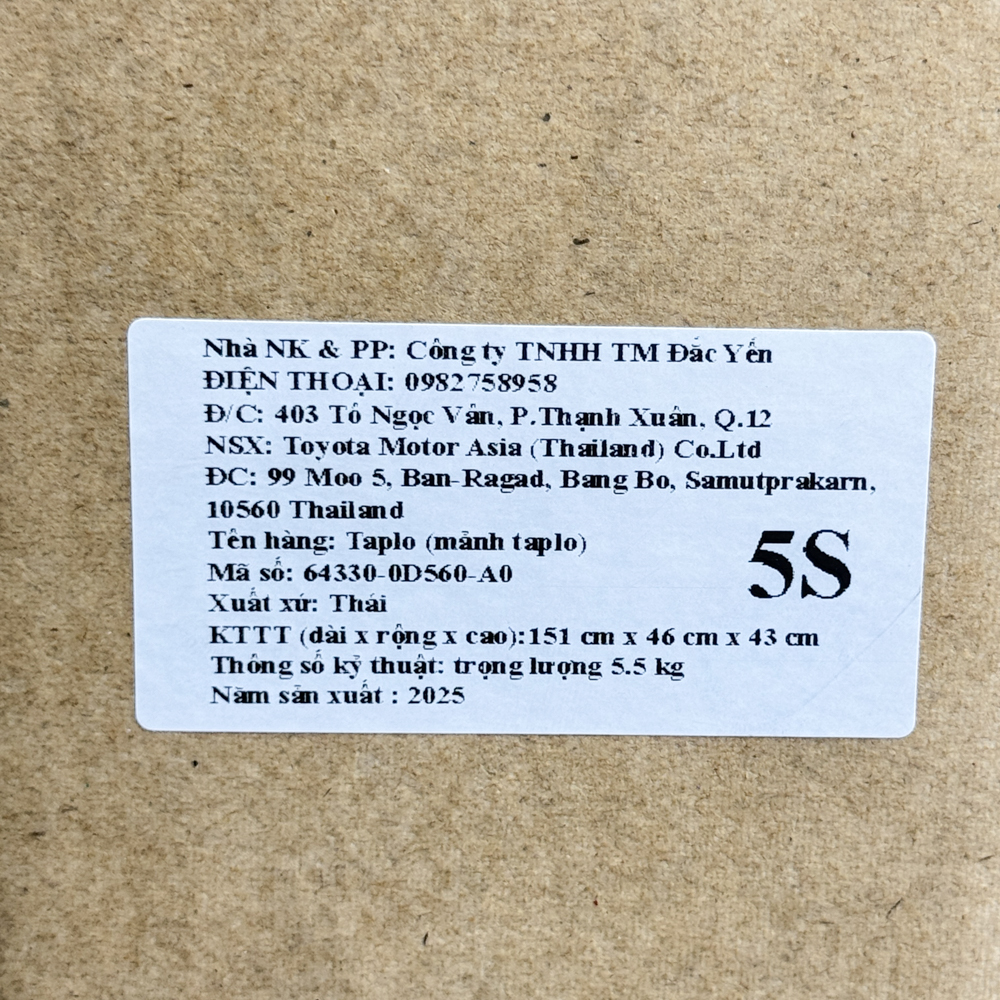 Nhà NK & PP: Công ty TNHH TM Đắc Yến
ĐIỆN THOẠI: 0982758958
Đ/C: 403 Tô Ngọc Vân, P.Thạnh Xuân, Q.12
NSX: Toyota Motor Asia (Thailand) Co.Ltd
ĐC: 99 Moo 5, Ban-Ragad, Bang Bo, Samutprakarn,
10560 Thailand
Tên hàng: Taplo (mảnh taplo)
Mã số: 64330-0D560-A0
Xuất xứ: Thái
5S
KTTT (dài x rộng x cao):151 cm x 46 cm x 43 cm
Thông số kỹ thuật: trọng lượng 5.5 kg
Năm sản xuất : 2025